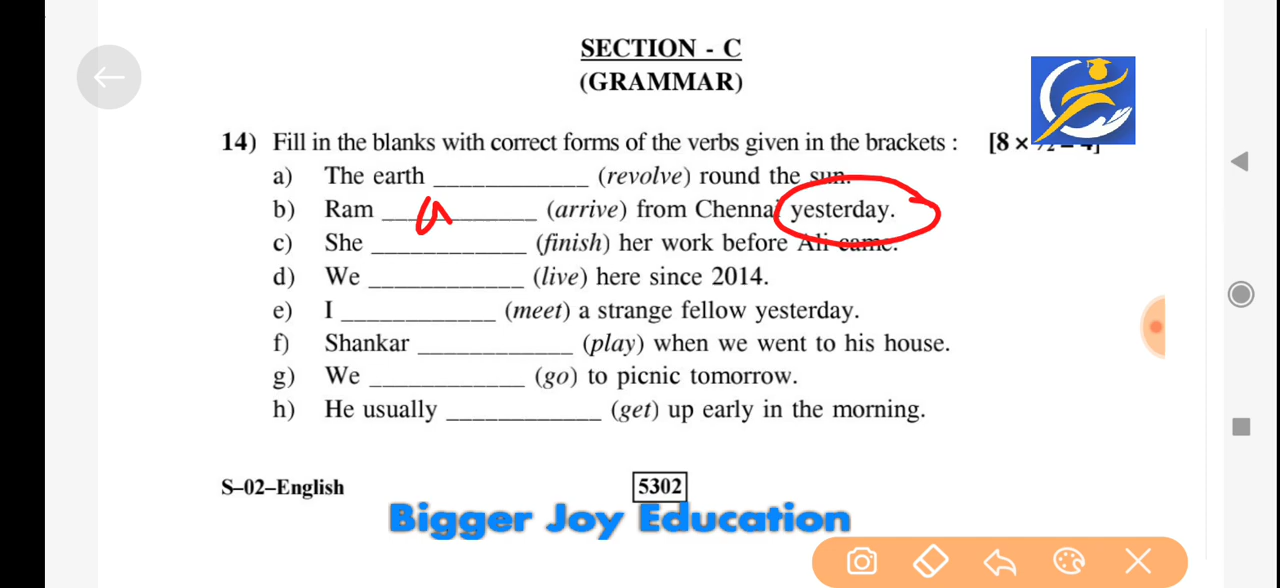 SECTION - C
(GRAMMAR)
14) Fill in the blanks with correct forms of the verbs given in the brackets : [8 ×
a) The earth ____________ (revolve) round the sun.
b) Ram ____________ (arrive) from Chennai yesterday.
c) She ____________ (finish) her work before Ali came.
d) We ____________ (live) here since 2014.
e) I ____________ (meet) a strange fellow yesterday.
f) Shankar ____________ (play) when we went to his house.
g) We ____________ (go) to picnic tomorrow.
h) He usually ____________ (get) up early in the morning.
S–02–English 5302
Bigger Joy Education